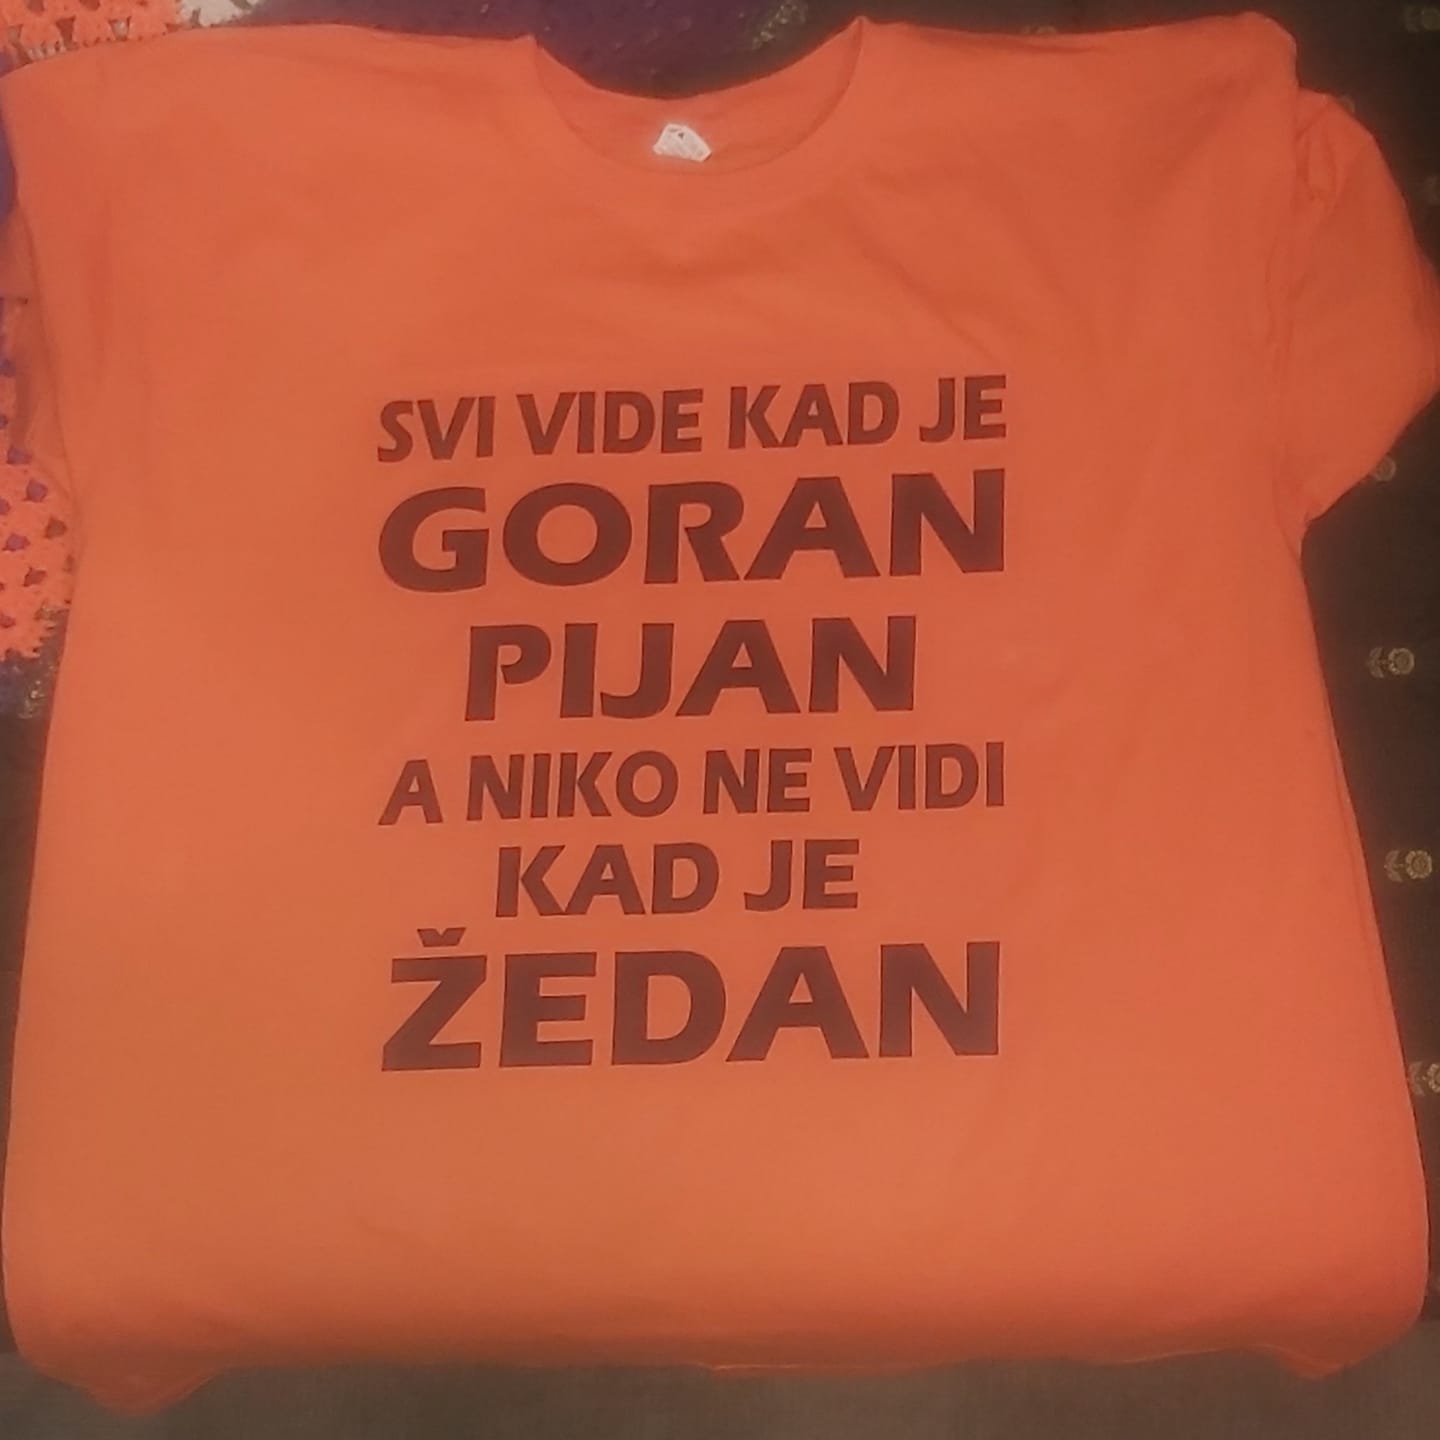 SVI VIDE KAD JE
GORAN
PIJAN
A NIKO NE VIDI
KAD JE
ŽEDAN